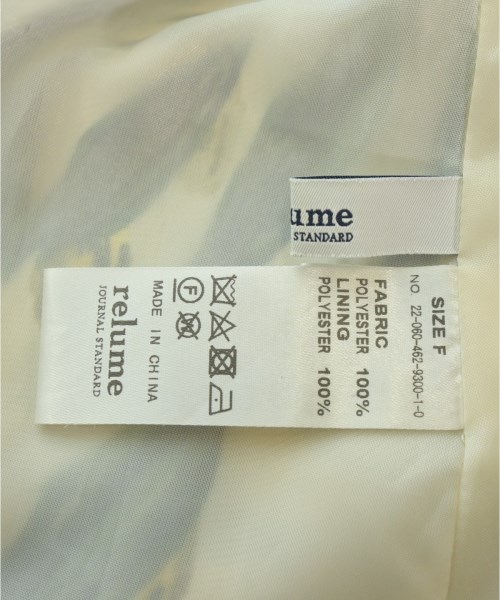 ume
STANDARD
SIZE F
NO. 22-060-462-9300-1-0
FABRIC
POLYESTER 100%
LINING
POLYESTER 100%
F
W
MADE IN CHINA
relume
JOURNAL STANDARD